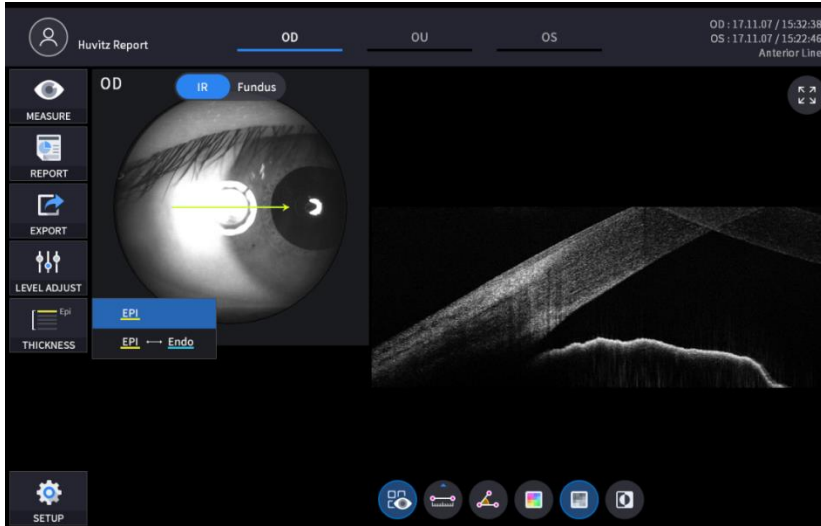 Huvitz Report
OD
OU
OS
OD : 17.11.07 / 15:32:38
OS : 17.11.07 / 15:22:46
Anterior Line
MEASURE
REPORT
EXPORT
LEVEL ADJUST
Epi
THICKNESS
SETUP
OD
IR
Fundus
EPI
EPI ↔ Endo